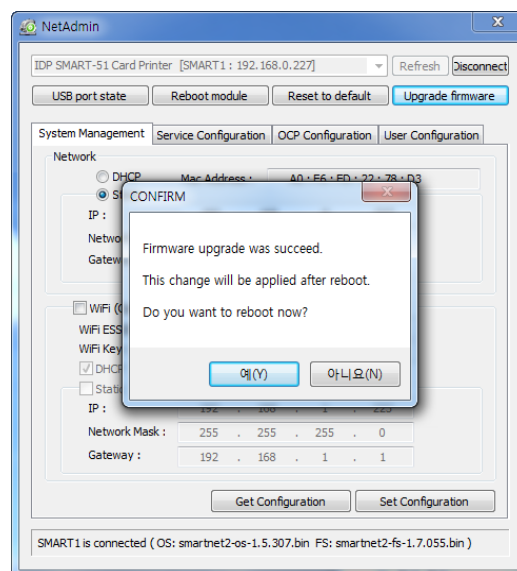 NetAdmin
IDP SMART-51 Card Printer [SMART1 : 192.168.0.227] Refresh Disconnect
USB port state Reboot module Reset to default Upgrade firmware
System Management Service Configuration OCP Configuration User Configuration
Network
DHCP Mac Address : A0 : F6 : FD : 22 : 78 : D3
CONFIRM
IP :
Gatew
Firmware upgrade was succeed.
This change will be applied after reboot.
Do you want to reboot now?
WiFi
WiFi ESS
WiFi Key
DHCP
Static
예(Y) 아니요(N)
IP : 192 . 168 . 1 . 223
Network Mask : 255 . 255 . 255 . 0
Gateway : 192 . 168 . 1 . 1
Get Configuration Set Configuration
SMART1 is connected ( OS: smartnet2-os-1.5.307.bin FS: smartnet2-fs-1.7.055.bin )